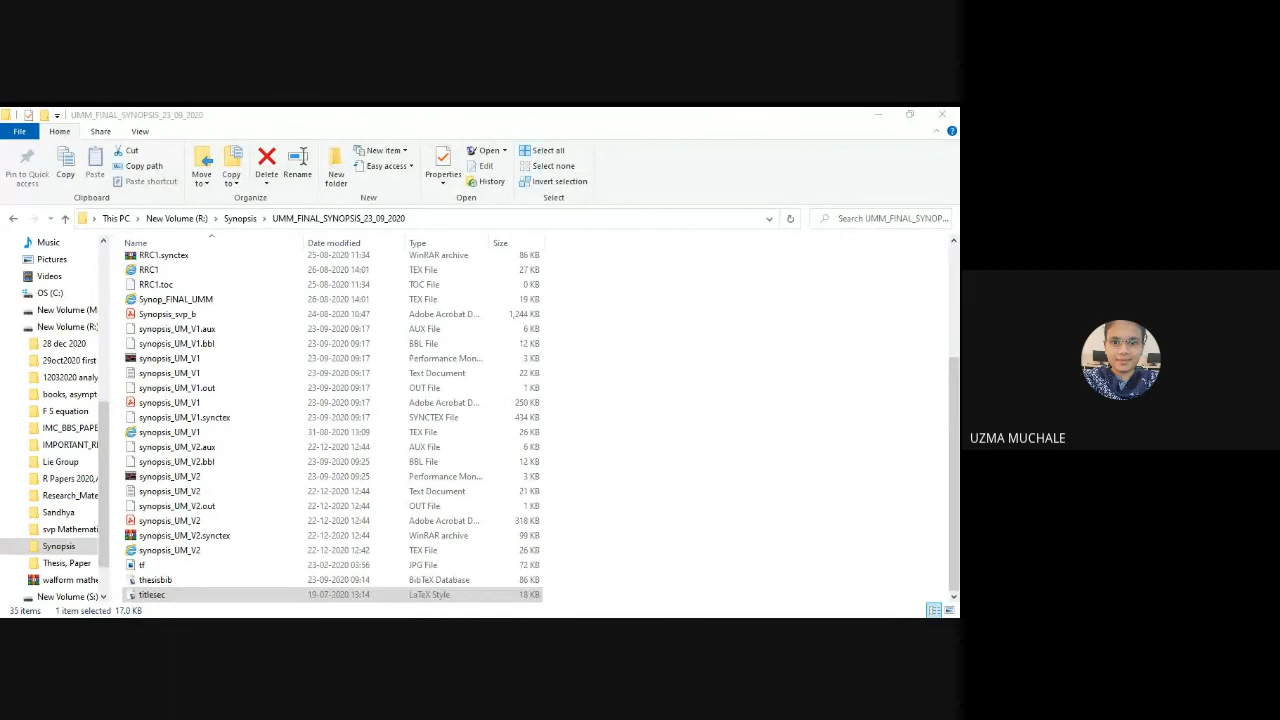 UMM_FINAL_SYNOPSIS_23_09_2020
File Home Share View
Pin to Quick access
Copy
Paste
Cut
Copy path
Paste shortcut
Clipboard
Move to
Copy to
Delete
Rename
Organize
New folder
New item
Easy access
New
Properties
Open
Edit
History
Open
Select all
Select none
Invert selection
Select
This PC > New Volume (R:) > Synopsis > UMM_FINAL_SYNOPSIS_23_09_2020
Search UMM_FINAL_SYNOP...
Music
Pictures
Videos
OS (C:)
New Volume (M
New Volume (R:
28 dec 2020
29oct2020 first
12032020 analy
books, asympt
F S equation
IMC_BBS_PAPE
IMPORTANT_RE
Lie Group
R Papers 2020,
Research_Mate
Sandhya
svp Mathemati
Synopsis
Thesis, Paper
walform mathe
New Volume (S:)
Name Date modified Type Size
RRC1.synctex 25-08-2020 11:34 WinRAR archive 86 KB
RRC1 26-08-2020 14:01 TEX File 27 KB
RRC1.toc 25-08-2020 11:34 TOC File 0 KB
Synop_FINAL_UMM 26-08-2020 14:01 TEX File 19 KB
Synopsis_svp_b 24-08-2020 10:47 Adobe Acrobat D... 1,244 KB
synopsis_UM_V1.aux 23-09-2020 09:17 AUX File 6 KB
synopsis_UM_V1.bbl 23-09-2020 09:17 BBL File 12 KB
synopsis_UM_V1 23-09-2020 09:17 Performance Mon... 3 KB
synopsis_UM_V1 23-09-2020 09:17 Text Document 22 KB
synopsis_UM_V1.out 23-09-2020 09:17 OUT File 1 KB
synopsis_UM_V1 23-09-2020 09:17 Adobe Acrobat D... 250 KB
synopsis_UM_V1.synctex 23-09-2020 09:17 SYNCTEX File 434 KB
synopsis_UM_V1 31-08-2020 13:09 TEX File 26 KB
synopsis_UM_V2.aux 22-12-2020 12:44 AUX File 6 KB
synopsis_UM_V2.bbl 23-09-2020 09:25 BBL File 12 KB
synopsis_UM_V2 23-09-2020 09:25 Performance Mon... 3 KB
synopsis_UM_V2 22-12-2020 12:44 Text Document 21 KB
synopsis_UM_V2.out 22-12-2020 12:44 OUT File 1 KB
synopsis_UM_V2 22-12-2020 12:44 Adobe Acrobat D... 318 KB
synopsis_UM_V2.synctex 22-12-2020 12:44 WinRAR archive 99 KB
synopsis_UM_V2 22-12-2020 12:42 TEX File 26 KB
tf 23-02-2020 03:56 JPG File 72 KB
thesisbib 23-09-2020 09:14 BibTeX Database 86 KB
titlesec 19-07-2020 13:14 LaTeX Style 18 KB
35 items 1 item selected 17.0 KB
UZMA MUCHALE